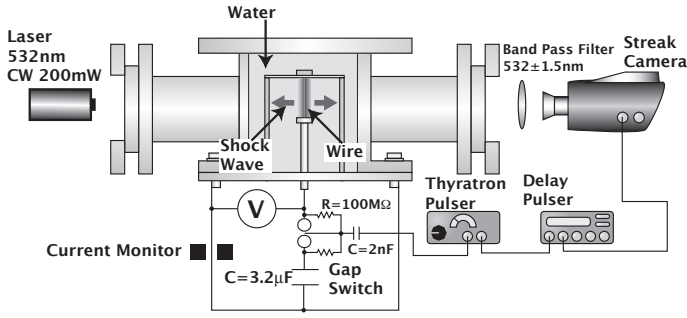 Water
Laser
532nm
CW 200mW
Band Pass Filter
532±1.5nm
Streak
Camera
Shock
Wave
Wire
Thyratron
Pulser
Delay
Pulser
R=100MΩ
V
C=2nF
Current Monitor
C=3.2μF
Gap
Switch